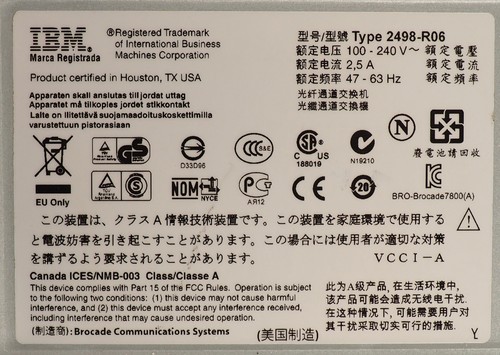 IBM®
Marca Registrada
®Registered Trademark
of International Business
Machines Corporation
型号/型號 Type 2498-R06
额定电压 100 - 240 V~ 額定電壓
额定电流 2,5 A 額定電流
额定频率 47 - 63 Hz 額定頻率
光纤通道交换机
光纖通道交換機
Product certified in Houston, TX USA
Apparaten skall anslutas till jordat uttag
Apparatet må tilkoples jordet stikkontakt
Laite on liitettävä suojamaadoituskoskettimilla
varustettuun pistorasiaan
GS
D33D95
CCC S&E
SA® C US
188019
N19210
N
廢電池請回收
EU Only
S
NOM NYCE
AR12
CE
20
BRO-Brocade7800(A)
この装置は、クラスA情報技術装置です。この装置を家庭環境で使用する
と電波妨害を引き起こすことがあります。この場合には使用者が適切な対策
を講ずるよう要求されることがあります。 VCCI-A
Canada ICES/NMB-003 Class/Classe A
This device complies with Part 15 of the FCC Rules. Operation is subject
to the following two conditions: (1) this device may not cause harmful
interference, and (2) this device must accept any interference received,
including interference that may cause undesired operation.
此为A级产品, 在生活环境中,
该产品可能会造成无线电干扰.
在这种情况下, 可能需要用户对
其干扰采取切实可行的措施.
(制造商): Brocade Communications Systems (美国制造) Y